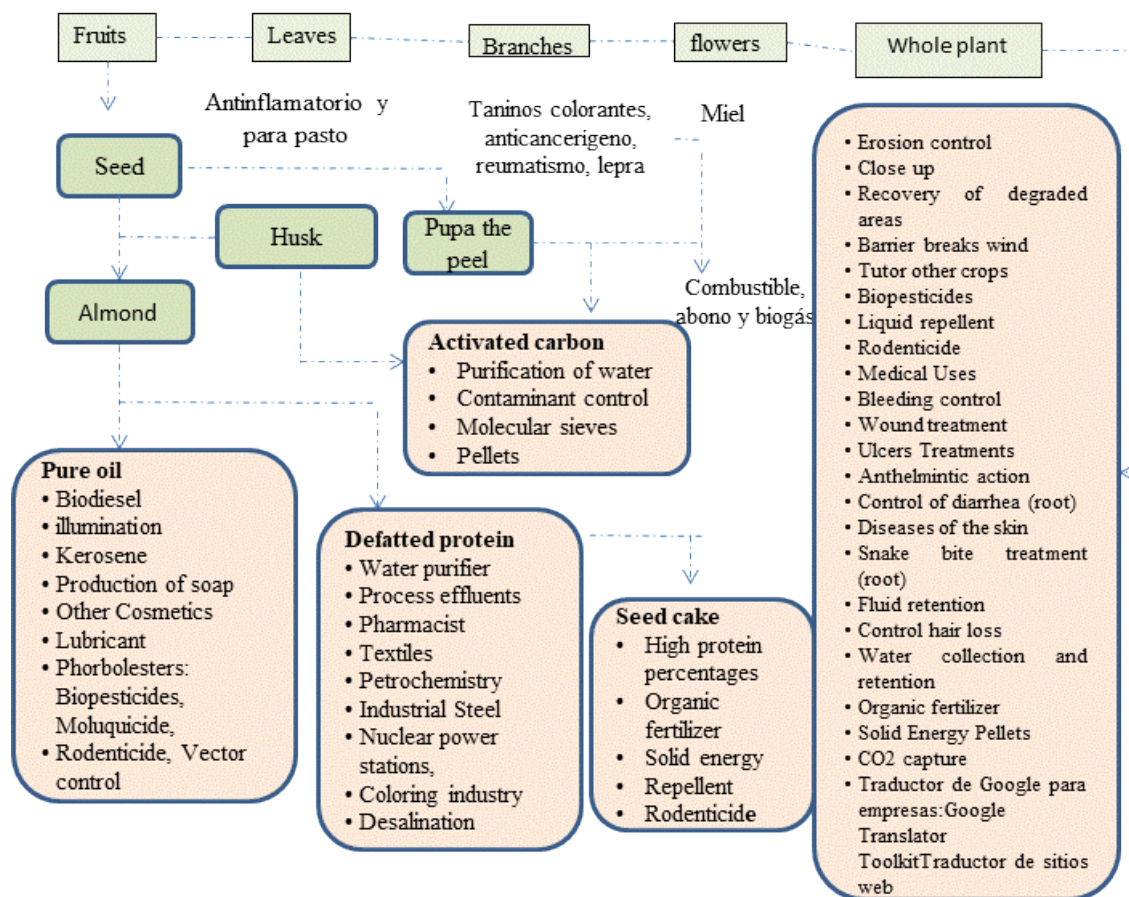 Fruits
Leaves
Branches
flowers
Whole plant
Antinflamatorio y
para pasto
Taninos colorantes,
anticancerigeno,
reumatismo, lepra
Miel
Seed
Husk
Pupa the
peel
Almond
Combustible,
abono y biogás
Activated carbon
• Purification of water
• Contaminant control
• Molecular sieves
• Pellets
Pure oil
• Biodiesel
• illumination
• Kerosene
• Production of soap
• Other Cosmetics
• Lubricant
• Phorbolesters:
Biopesticides,
Moluquicide,
• Rodenticide, Vector
control
Defatted protein
• Water purifier
• Process effluents
• Pharmacist
• Textiles
• Petrochemistry
• Industrial Steel
• Nuclear power
stations,
• Coloring industry
• Desalination
Seed cake
• High protein
percentages
• Organic
fertilizer
• Solid energy
• Repellent
• Rodenticide
• Erosion control
• Close up
• Recovery of degraded
areas
• Barrier breaks wind
• Tutor other crops
• Biopesticides
• Liquid repellent
• Rodenticide
• Medical Uses
• Bleeding control
• Wound treatment
• Ulcers Treatments
• Anthelmintic action
• Control of diarrhea (root)
• Diseases of the skin
• Snake bite treatment
(root)
• Fluid retention
• Control hair loss
• Water collection and
retention
• Organic fertilizer
• Solid Energy Pellets
• CO2 capture
• Traductor de Google para
empresas:Google
Translator
ToolkitTraductor de sitios
web